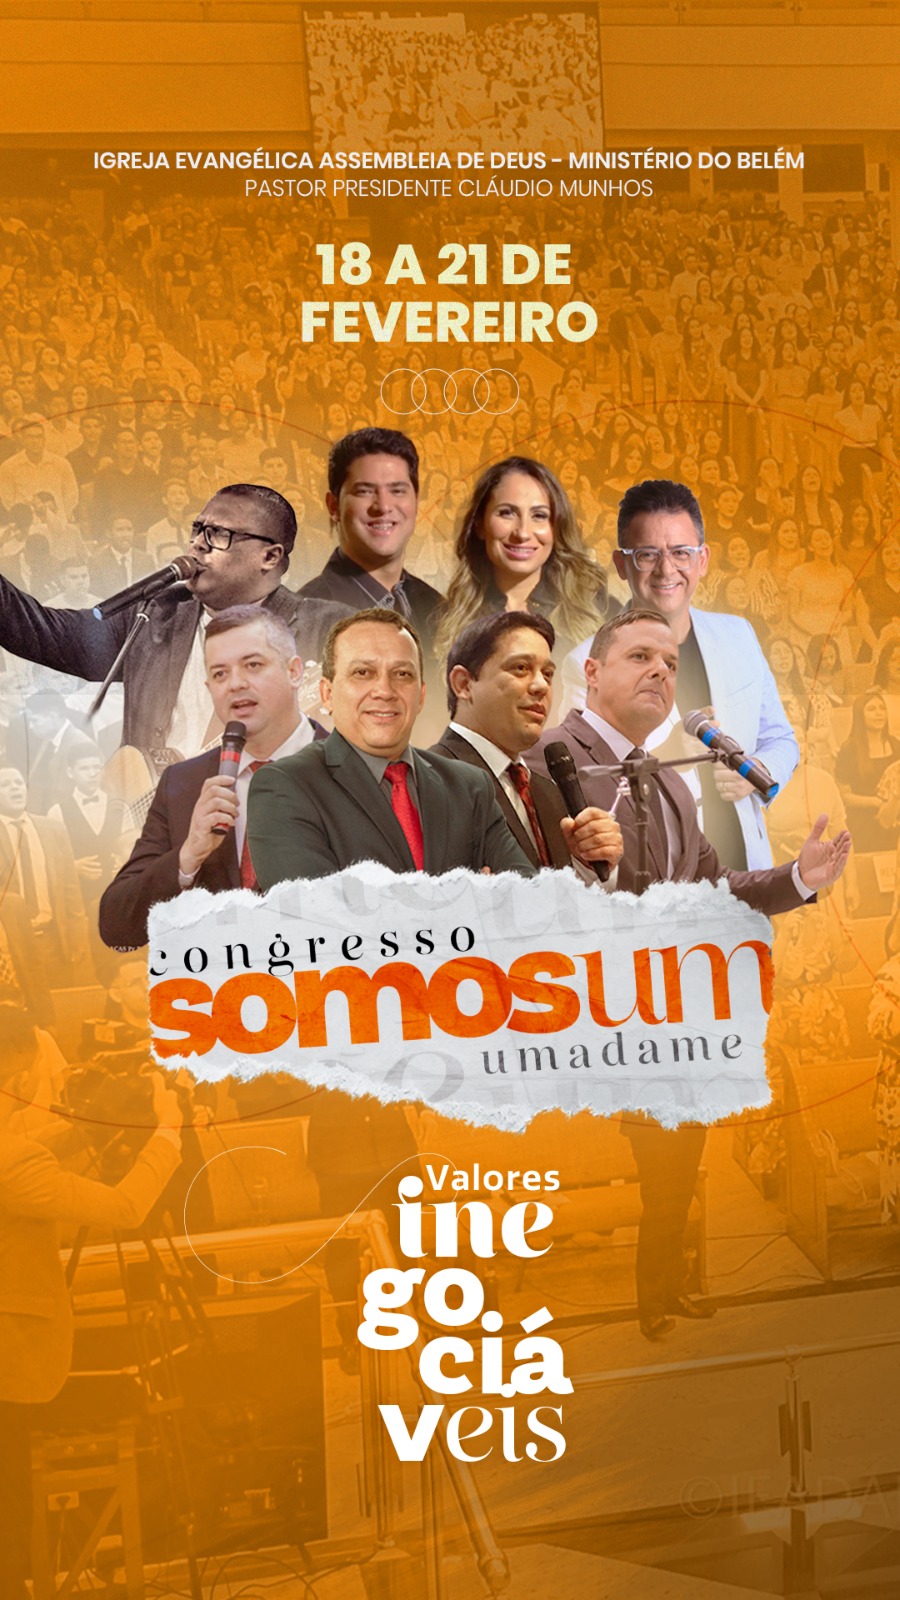 IGREJA EVANGÉLICA ASSEMBLEIA DE DEUS - MINISTÉRIO DO BELÉM
PASTOR PRESIDENTE CLÁUDIO MUNHOS
18 A 21 DE
FEVEREIRO
congresso
somosum
umadame
Valores
ine
go
ciá
veis